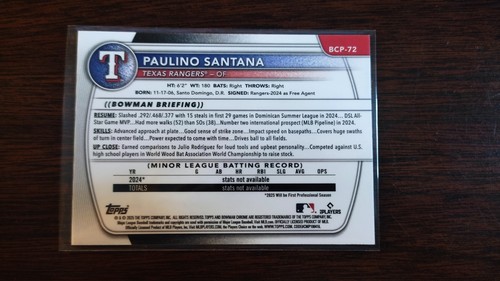 BCP-72
T
PAULINO SANTANA
TEXAS RANGERS® – OF
HT: 6'2" WT: 180 BATS: Right THROWS: Right
BORN: 11-17-06, Santo Domingo, D.R. SIGNED: Rangers-2024 as Free Agent
((BOWMAN BRIEFING))
RESUME: Slashed .292/.468/.377 with 15 steals in first 29 games in Dominican Summer League in 2024... DSL All-
Star Game MVP...Had more walks (52) than SOs (38)...Number two international prospect (MLB Pipeline) in 2024.
SKILLS: Advanced approach at plate...Good sense of strike zone...Impact speed on basepaths...Covers huge swaths
of turn in center field...Power expected to come with time...Drives ball to all fields.
UP CLOSE: Earned comparisons to Julio Rodriguez for loud tools and upbeat personality...Competed against U.S.
high school players in World Wood Bat Association World Championship to raise stock.
(MINOR LEAGUE BATTING RECORD)
YR G AB HR RBI SLG AVG OPS
2024* stats not available
TOTALS stats not available
*2025 Will be First Professional Season
TOPPS
PLAYERS